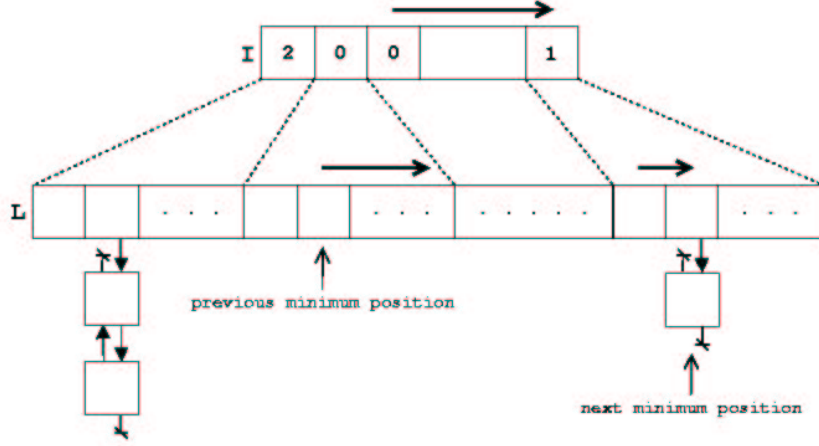 I 2 0 0 1
L . . . . . . . . . . . . . .
previous minimum position
next minimum position